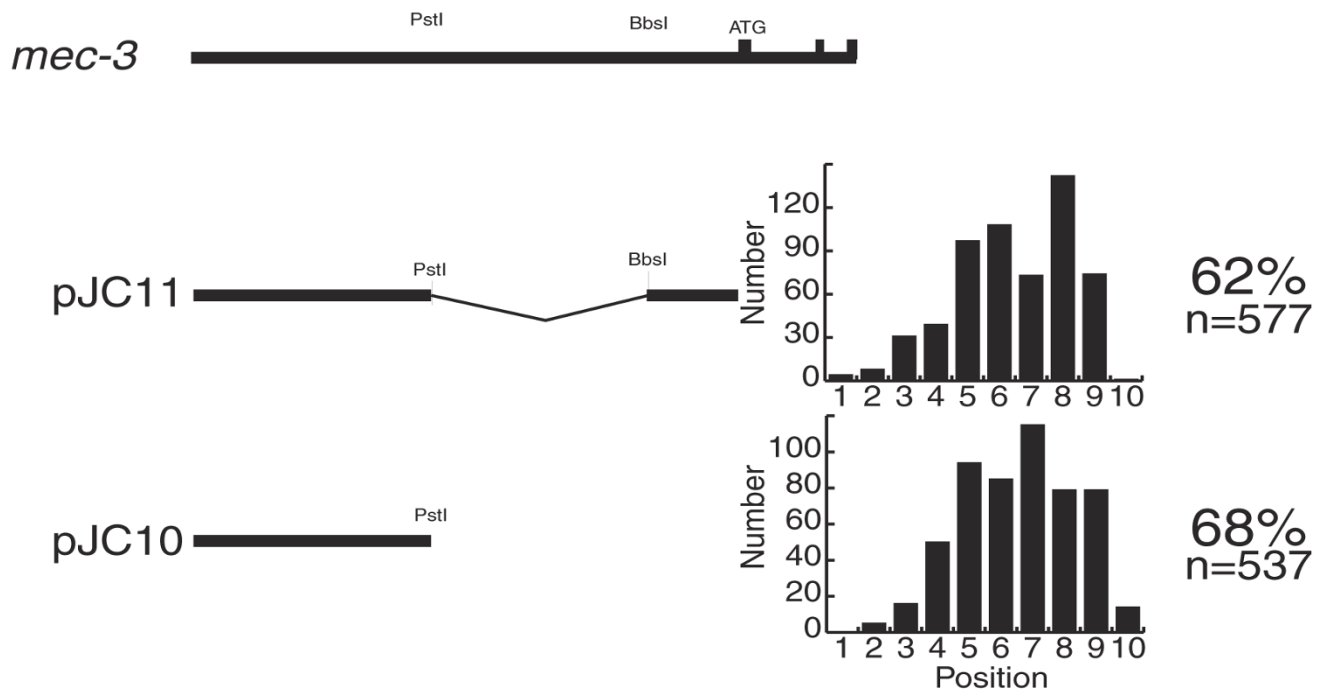 PstI BbsI ATG
mec-3
pJC11 PstI BbsI
Number
120
90
60
30
0
1 2 3 4 5 6 7 8 9 10
62%
n=577
pJC10 PstI
Number
100
80
60
40
20
0
1 2 3 4 5 6 7 8 9 10
Position
68%
n=537